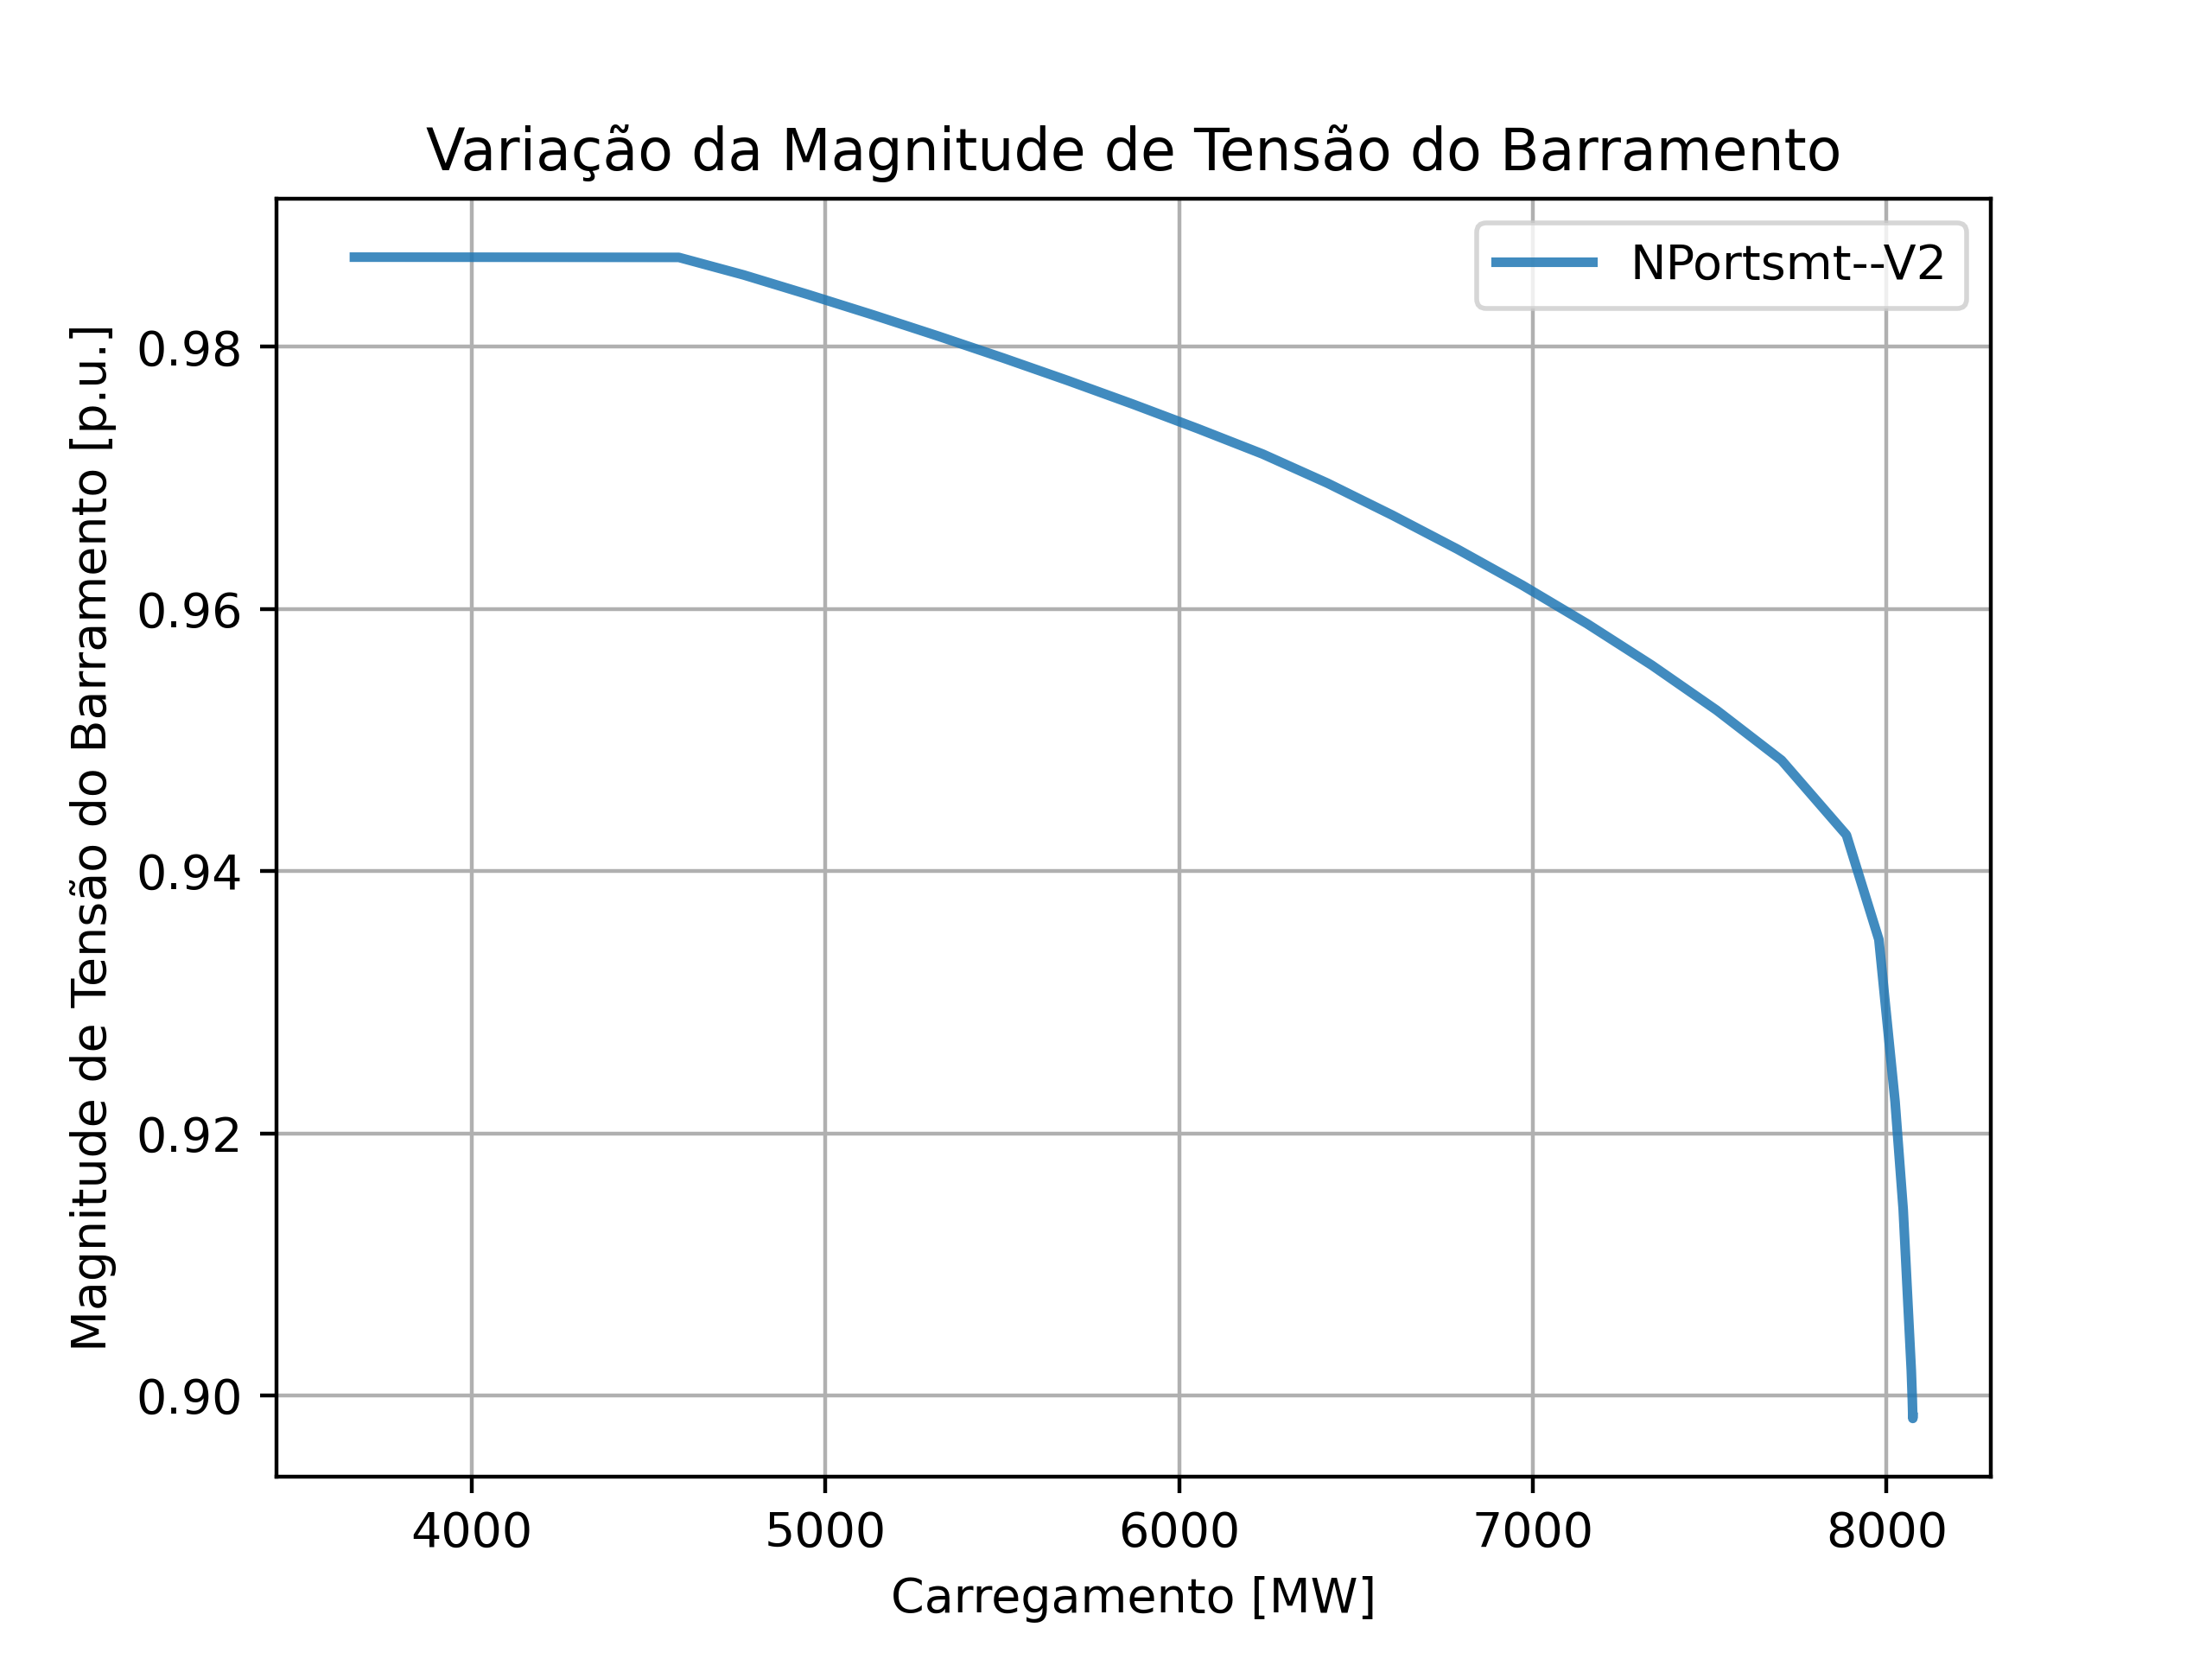 Variação da Magnitude de Tensão do Barramento
NPortsmt--V2
Magnitude de Tensão do Barramento [p.u.]
0.98
0.96
0.94
0.92
0.90
4000 5000 6000 7000 8000
Carregamento [MW]